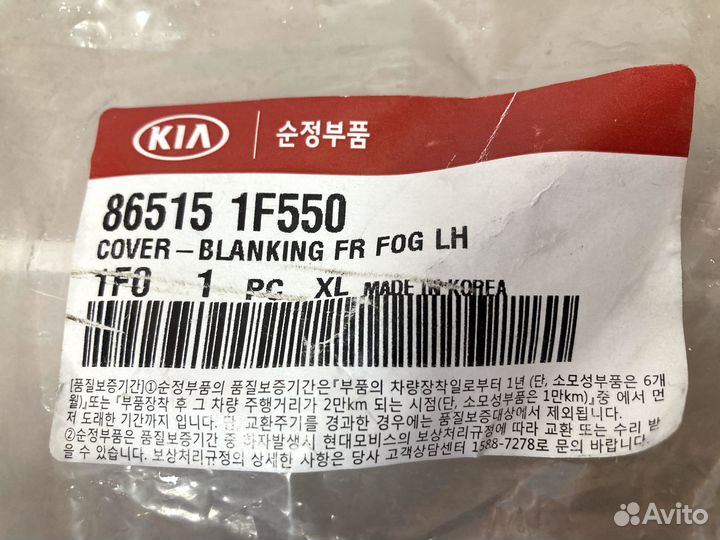 KIA 순정부품
86515 1F550
COVER-BLANKING FR FOG LH
1F0 1 PC XL MADE IN KOREA
[품질보증기간]①순정부품의 품질보증기간은「부품의 차량장착일로부터 1년 (단, 소모성부품은 6개
월)」또는「부품장착 후 그 차량 주행거리가 2만km 되는 시점(단, 소모성부품은 1만km)」중 에서 먼
저 도래한 기간까지 입니다. 단, 교환주기를 경과한 경우에는 품질보증대상에서 제외됩니다.
②순정부품은 품질보증기간 중 하자발생시 현대모비스의 보상처리규정에 따라 교환 또는 수리 받
을 수 있습니다. 보상처리규정의 상세한 사항은 당사 고객상담센터 1588-7278로 문의 바랍니다.
Avito